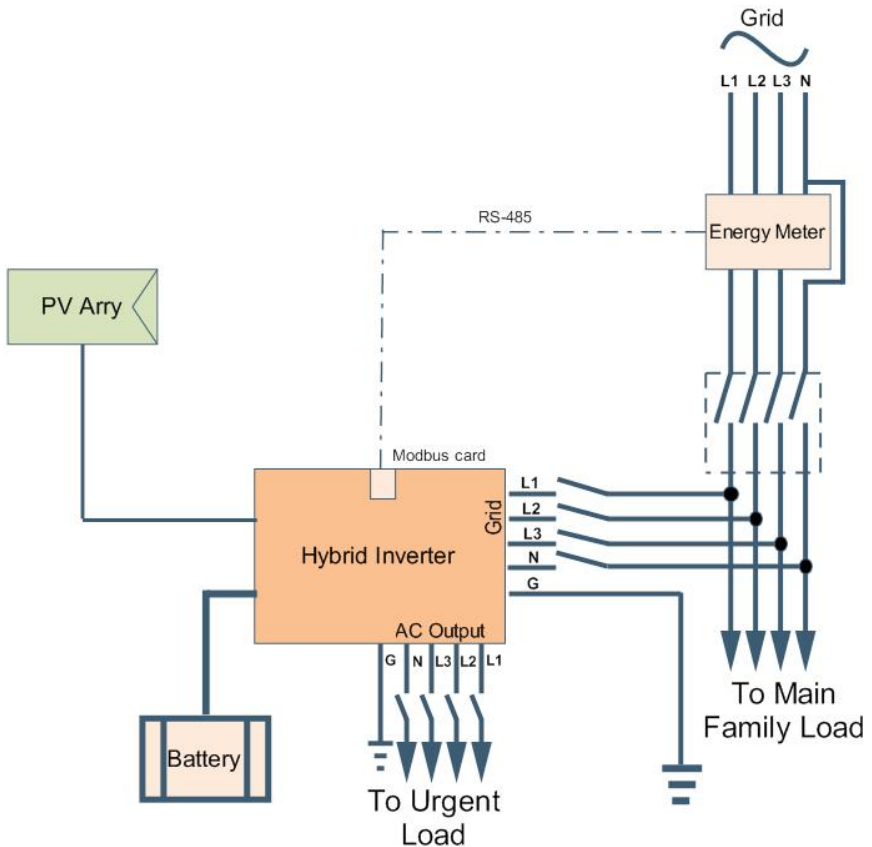 Grid
L1 L2 L3 N
RS-485
Energy Meter
PV Arry
Modbus card
L1
L2
L3
N
G
Grid
Hybrid Inverter
AC Output
G N L3 L2 L1
Battery
To Urgent
Load
To Main
Family Load